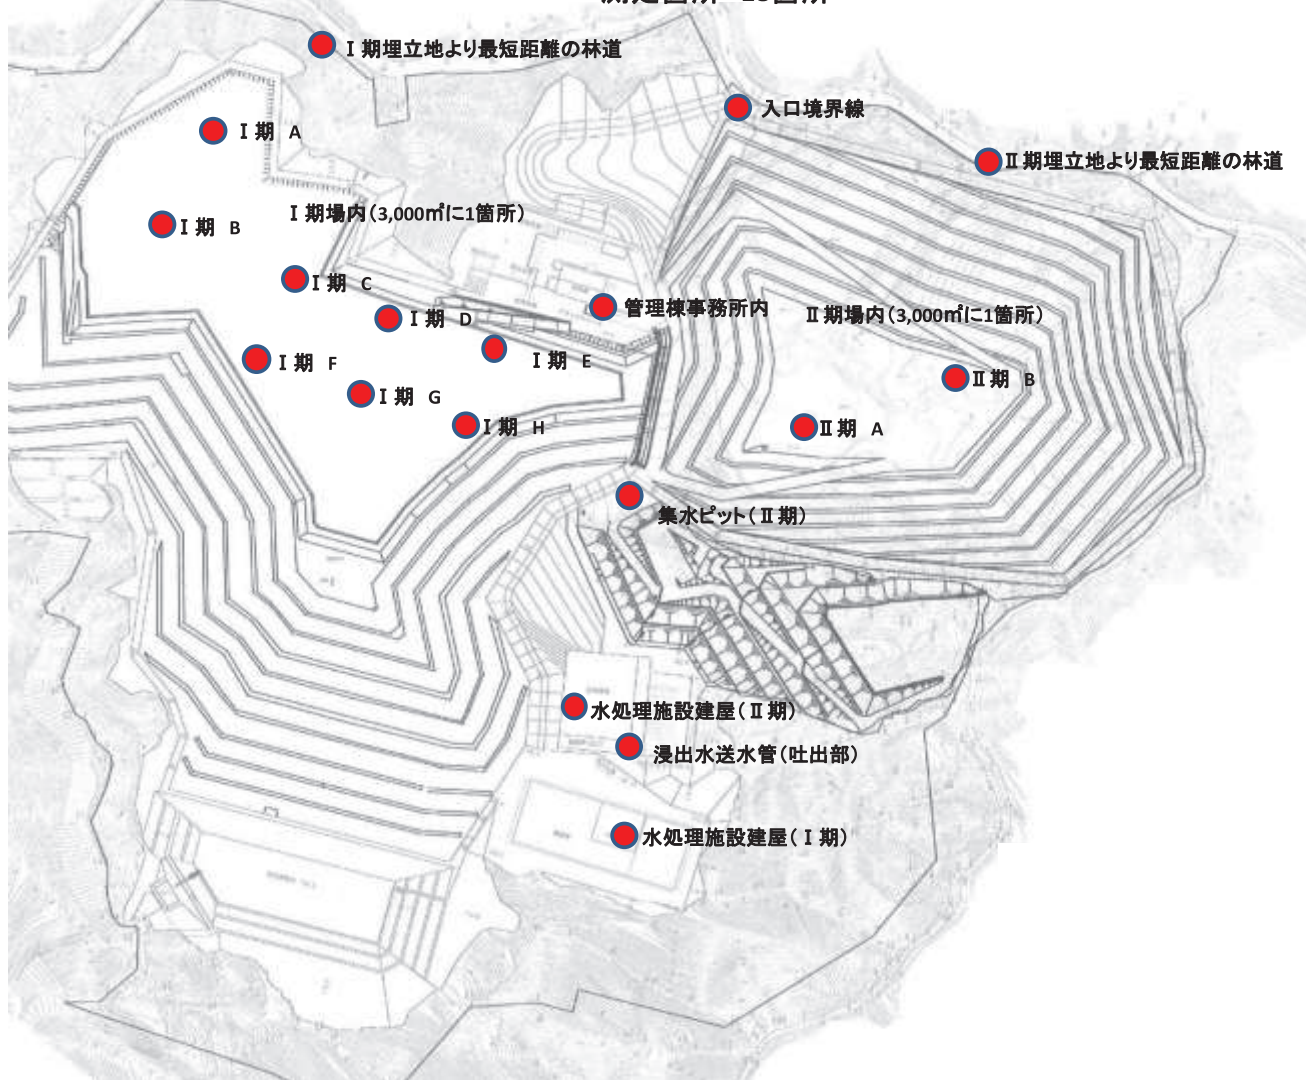 Ⅰ期埋立地より最短距離の林道
入口境界線
Ⅰ期 A
Ⅱ期埋立地より最短距離の林道
Ⅰ期場内(3,000㎡に1箇所)
Ⅰ期 B
Ⅰ期 C
管理棟事務所内
Ⅱ期場内(3,000㎡に1箇所)
Ⅰ期 D
Ⅰ期 E
Ⅰ期 F
Ⅱ期 B
Ⅰ期 G
Ⅰ期 H
Ⅱ期 A
集水ピット(Ⅱ期)
水処理施設建屋(Ⅱ期)
浸出水送水管(吐出部)
水処理施設建屋(Ⅰ期)